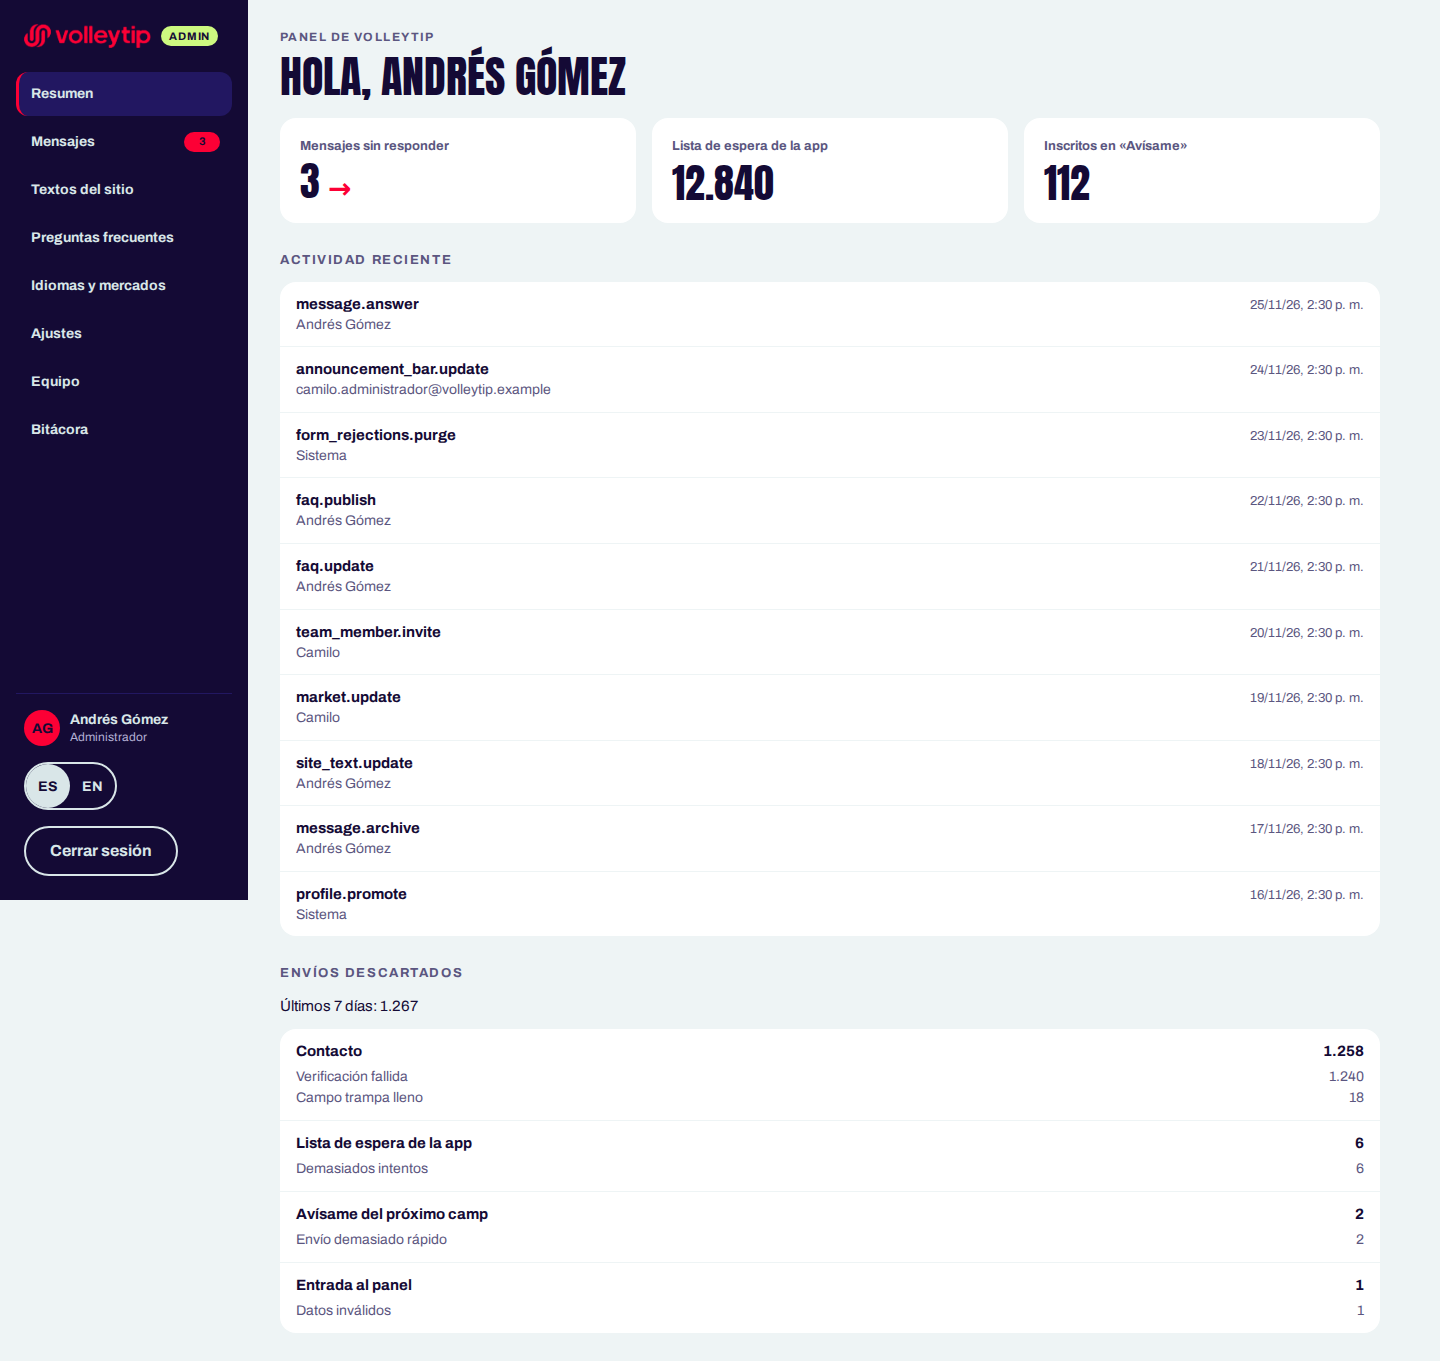 volleytip ADMIN
Resumen
Mensajes 3
Textos del sitio
Preguntas frecuentes
Idiomas y mercados
Ajustes
Equipo
Bitácora
AG Andrés Gómez
Administrador
ES EN
Cerrar sesión
PANEL DE VOLLEYTIP
HOLA, ANDRÉS GÓMEZ
Mensajes sin responder
3 →
Lista de espera de la app
12.840
Inscritos en «Avísame»
112
ACTIVIDAD RECIENTE
message.answer 25/11/26, 2:30 p. m.
Andrés Gómez
announcement_bar.update 24/11/26, 2:30 p. m.
camilo.administrador@volleytip.example
form_rejections.purge 23/11/26, 2:30 p. m.
Sistema
faq.publish 22/11/26, 2:30 p. m.
Andrés Gómez
faq.update 21/11/26, 2:30 p. m.
Andrés Gómez
team_member.invite 20/11/26, 2:30 p. m.
Camilo
market.update 19/11/26, 2:30 p. m.
Camilo
site_text.update 18/11/26, 2:30 p. m.
Andrés Gómez
message.archive 17/11/26, 2:30 p. m.
Andrés Gómez
profile.promote 16/11/26, 2:30 p. m.
Sistema
ENVÍOS DESCARTADOS
Últimos 7 días: 1.267
Contacto 1.258
Verificación fallida 1.240
Campo trampa lleno 18
Lista de espera de la app 6
Demasiados intentos 6
Avísame del próximo camp 2
Envío demasiado rápido 2
Entrada al panel 1
Datos inválidos 1